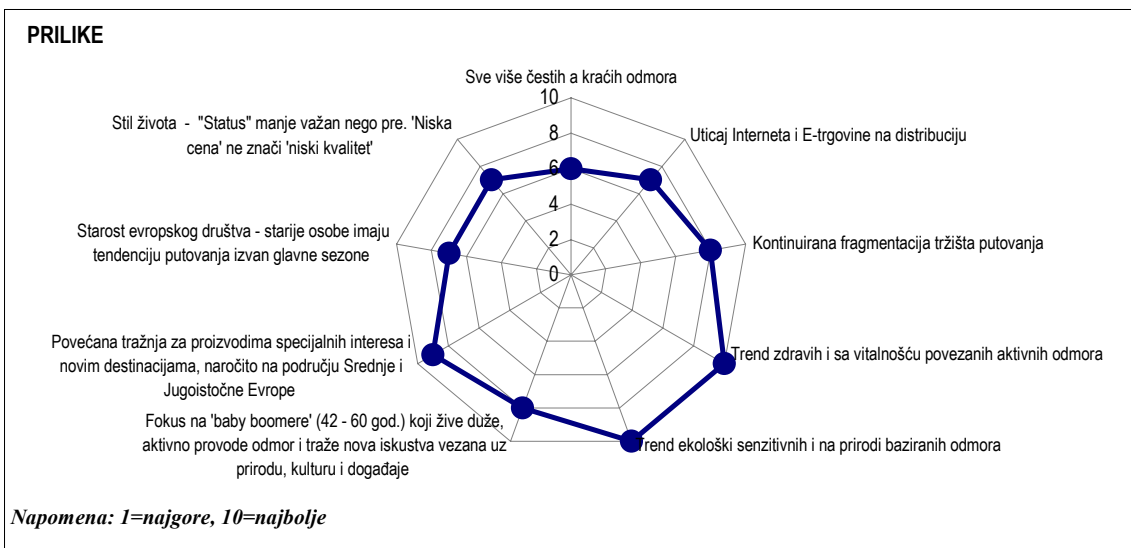 PRILIKE
Sve više čestih a kraćih odmora
10
8
6
4
2
0
Uticaj Interneta i E-trgovine na distribuciju
Kontinuirana fragmentacija tržišta putovanja
Trend zdravih i sa vitalnošću povezanih aktivnih odmora
Trend ekološki senzitivnih i na prirodi baziranih odmora
Fokus na 'baby boomere' (42 - 60 god.) koji žive duže,
aktivno provode odmor i traže nova iskustva vezana uz
prirodu, kulturu i događaje
Povećana tražnja za proizvodima specijalnih interesa i
novim destinacijama, naročito na području Srednje i
Jugoistočne Evrope
Starost evropskog društva - starije osobe imaju
tendenciju putovanja izvan glavne sezone
Stil života - "Status" manje važan nego pre. 'Niska
cena' ne znači 'niski kvalitet'
Napomena: 1=najgore, 10=najbolje